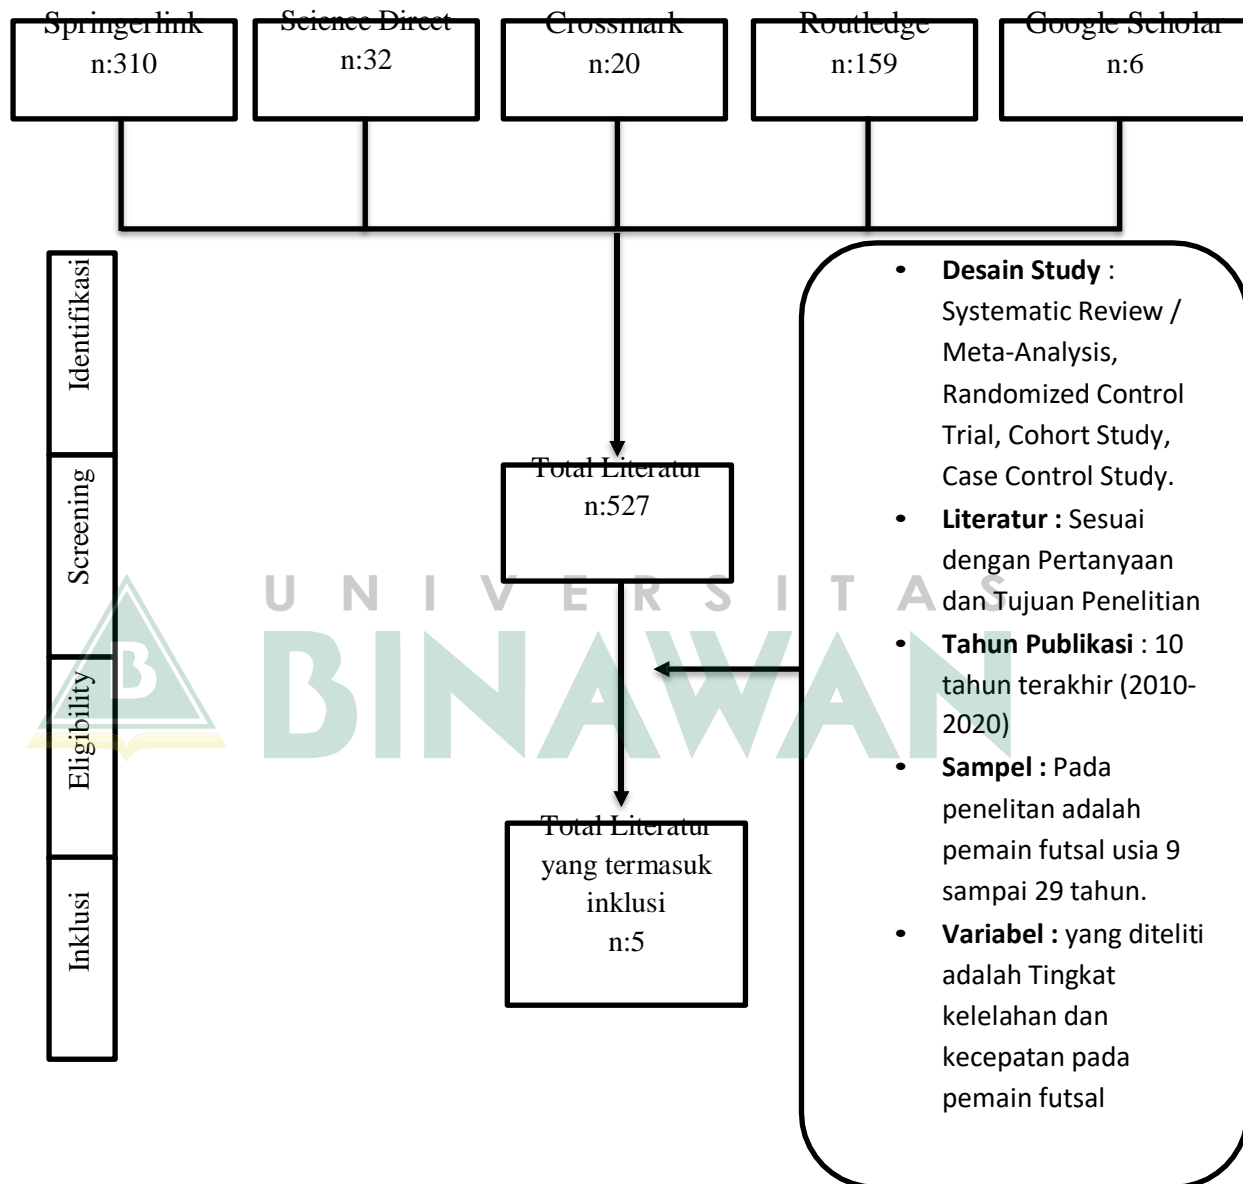 Springerlink
n:310
Science Direct
n:32
Crossmark
n:20
Routledge
n:159
Google Scholar
n:6
Identifikasi
Screening
Eligibility
Inklusi
Total Literatur
n:527
Total Literatur
yang termasuk
inklusi
n:5
• Desain Study :
Systematic Review /
Meta-Analysis,
Randomized Control
Trial, Cohort Study,
Case Control Study.
• Literatur : Sesuai
dengan Pertanyaan
dan Tujuan Penelitian
• Tahun Publikasi : 10
tahun terakhir (2010-
2020)
• Sampel : Pada
penelitan adalah
pemain futsal usia 9
sampai 29 tahun.
• Variabel : yang diteliti
adalah Tingkat
kelelahan dan
kecepatan pada
pemain futsal
B
UNIVERSITAS
BINAWAN